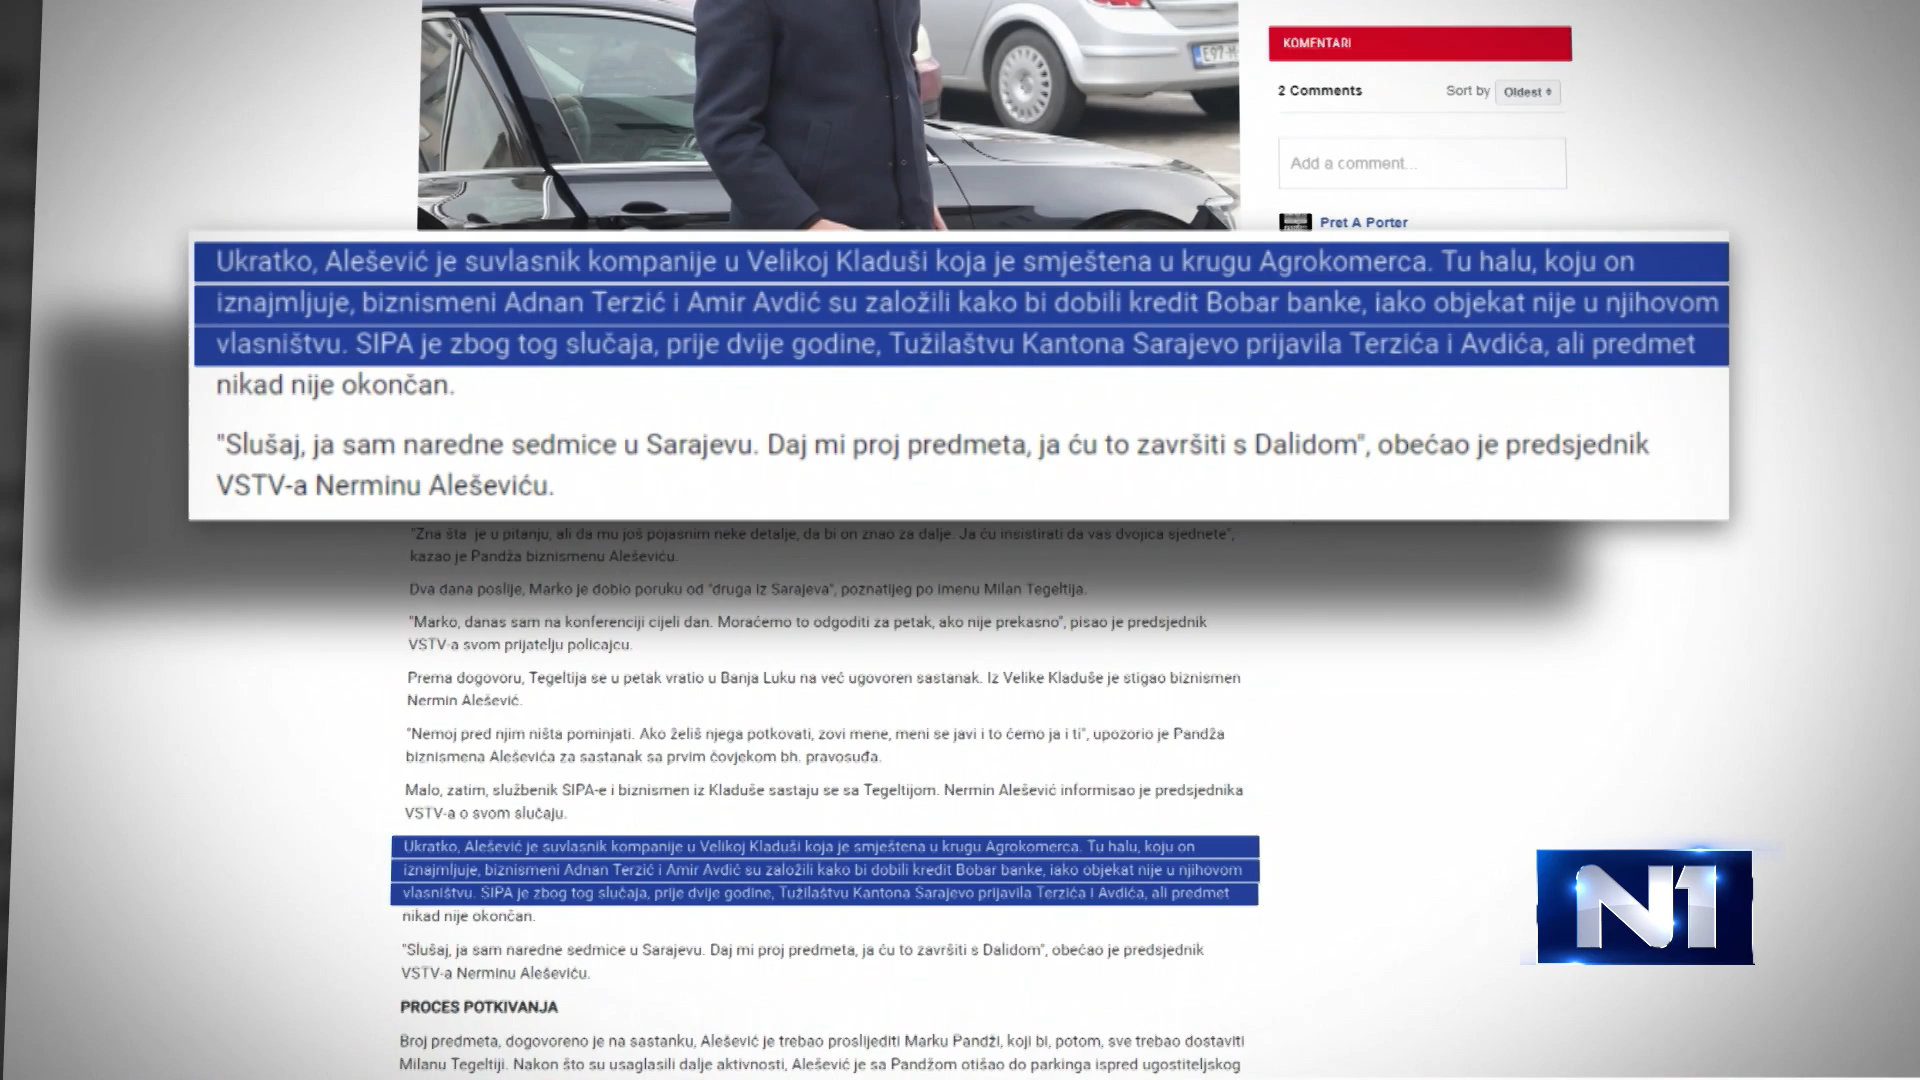 E97-M
KOMENTARI
2 Comments
Sort by Oldest
Add a comment...
Pret A Porter
Ukratko, Alešević je suvlasnik kompanije u Velikoj Kladuši koja je smještena u krugu Agrokomerca. Tu halu, koju on
iznajmljuje, biznismeni Adnan Terzić i Amir Avdić su založili kako bi dobili kredit Bobar banke, iako objekat nije u njihovom
vlasništvu. SIPA je zbog tog slučaja, prije dvije godine, Tužilaštvu Kantona Sarajevo prijavila Terzića i Avdića, ali predmet
nikad nije okončan.
"Slušaj, ja sam naredne sedmice u Sarajevu. Daj mi proj predmeta, ja ću to završiti s Dalidom", obećao je predsjednik
VSTV-a Nerminu Aleševiću.
"Zna šta je u pitanju, ali da mu još pojasnim neke detalje, da bi on znao za dalje. Ja ću insistirati da vas dvojica sjednete",
kazao je Pandža biznismenu Aleševiću.
Dva dana poslije, Marko je dobio poruku od "druga iz Sarajeva", poznatijeg po imenu Milan Tegeltija.
"Marko, danas sam na konferenciji cijeli dan. Moraćemo to odgoditi za petak, ako nije prekasno", pisao je predsjednik
VSTV-a svom prijatelju policajcu.
Prema dogovoru, Tegeltija se u petak vratio u Banja Luku na već ugovoren sastanak. Iz Velike Kladuše je stigao biznismen
Nermin Alešević.
"Nemoj pred njim ništa pominjati. Ako želiš njega potkovati, zovi mene, meni se javi i to ćemo ja i ti", upozorio je Pandža
biznismena Aleševića za sastanak sa prvim čovjekom bh. pravosuđa.
Malo, zatim, službenik SIPA-e i biznismen iz Kladuše sastaju se sa Tegeltijom. Nermin Alešević informisao je predsjednika
VSTV-a o svom slučaju.
Ukratko, Alešević je suvlasnik kompanije u Velikoj Kladuši koja je smještena u krugu Agrokomerca. Tu halu, koju on
iznajmljuje, biznismeni Adnan Terzić i Amir Avdić su založili kako bi dobili kredit Bobar banke, iako objekat nije u njihovom
vlasništvu. SIPA je zbog tog slučaja, prije dvije godine, Tužilaštvu Kantona Sarajevo prijavila Terzića i Avdića, ali predmet
nikad nije okončan.
"Slušaj, ja sam naredne sedmice u Sarajevu. Daj mi proj predmeta, ja ću to završiti s Dalidom", obećao je predsjednik
VSTV-a Nerminu Aleševiću.
N1
PROCES POTKIVANJA
Broj predmeta, dogovoreno je na sastanku, Alešević je trebao proslijediti Marku Pandži, koji bi, potom, sve trebao dostaviti
Milanu Tegeltiji. Nakon što su usaglasili dalje aktivnosti, Alešević je sa Pandžom otišao do parkinga ispred ugostiteljskog